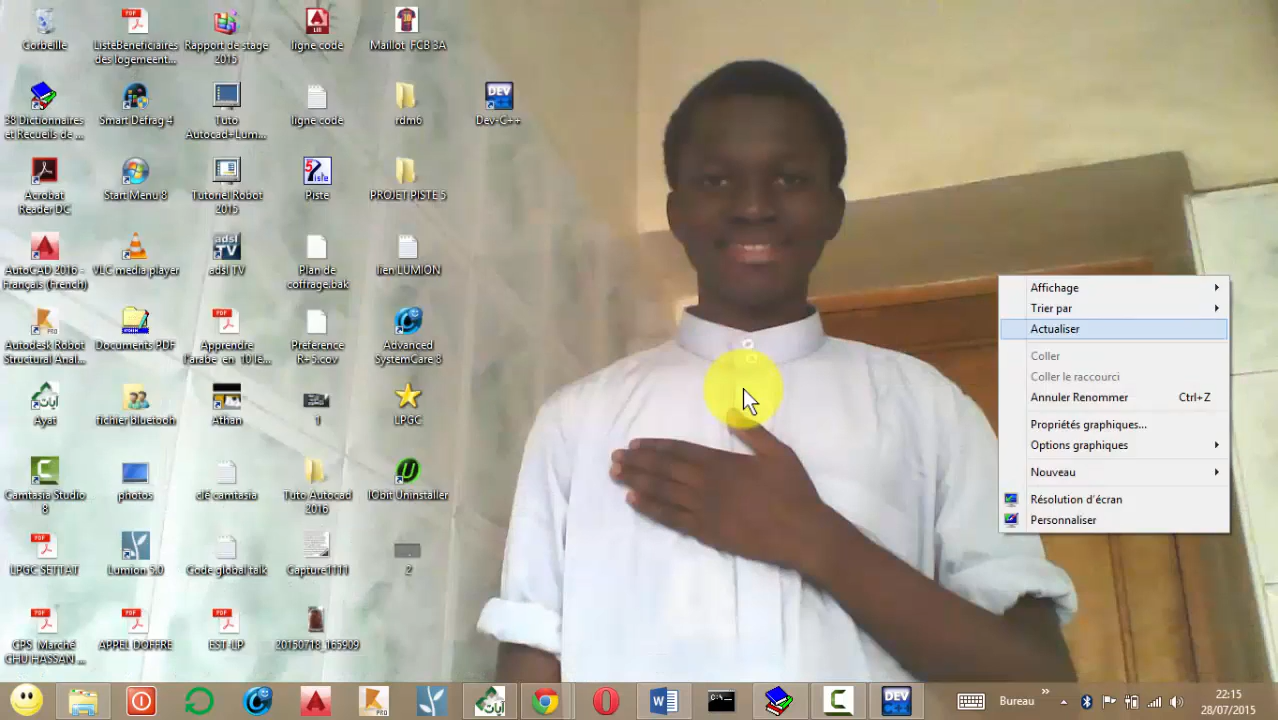 Corbeille
ListeBeneficiaires
des logemeent...
Rapport de stage
2015
ligne code
Maillot FCB 3A
38 Dictionnaires
et Recueils de ...
Smart Defrag 4
Tuto
Autocad+Lum...
ligne code
rdm6
DEV
C++
Dev-C++
Acrobat
Reader DC
Start Menu 8
Tutoriel Robot
2015
Piste
PROJET PISTE 5
AutoCAD 2016 -
Français (French)
VLC media player
adsl TV
Plan de
coffrage.bak
lien LUMION
Autodesk Robot
Structural Anal...
Documents PDF
Apprendre
l'arabe en 10 le...
Preference
R+5.cov
Advanced
SystemCare 8
Ayat
fichier bluetooh
Athan
1
LPGC
Camtasia Studio
8
photos
clé camtasia
Tuto Autocad
2016
IObit Uninstaller
LPGC SETTAT
Lumion 5.0
Code global talk
Capture1111
2
CPS Marché
CHU HASSAN ...
APPEL DOFFRE
EST -LP
20150718_165909
Affichage
Trier par
Actualiser
Coller
Coller le raccourci
Annuler Renommer Ctrl+Z
Propriétés graphiques...
Options graphiques
Nouveau
Résolution d'écran
Personnaliser
DEV
C++
Bureau
22:15
28/07/2015